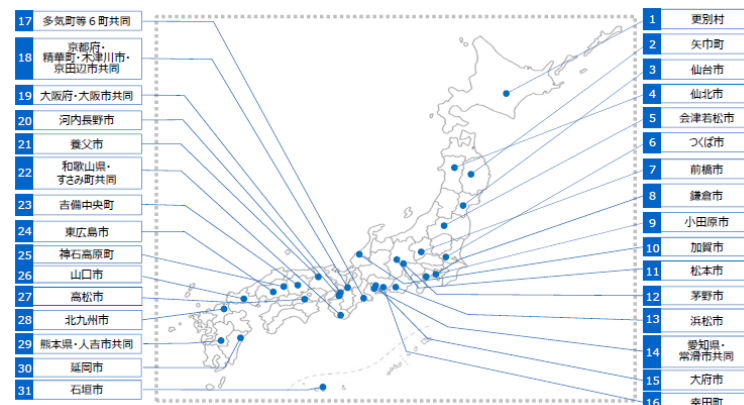 17 多気町等6町共同
18 京都府・
精華町・木津川市・
京田辺市共同
19 大阪府・大阪市共同
20 河内長野市
21 養父市
22 和歌山県・
すさみ町共同
23 吉備中央町
24 東広島市
25 神石高原町
26 山口市
27 高松市
28 北九州市
29 熊本県・人吉市共同
30 延岡市
31 石垣市
1 更別村
2 矢巾町
3 仙台市
4 仙北市
5 会津若松市
6 つくば市
7 前橋市
8 鎌倉市
9 小田原市
10 加賀市
11 松本市
12 茅野市
13 浜松市
14 愛知県・
常滑市共同
15 大府市
16 幸田町